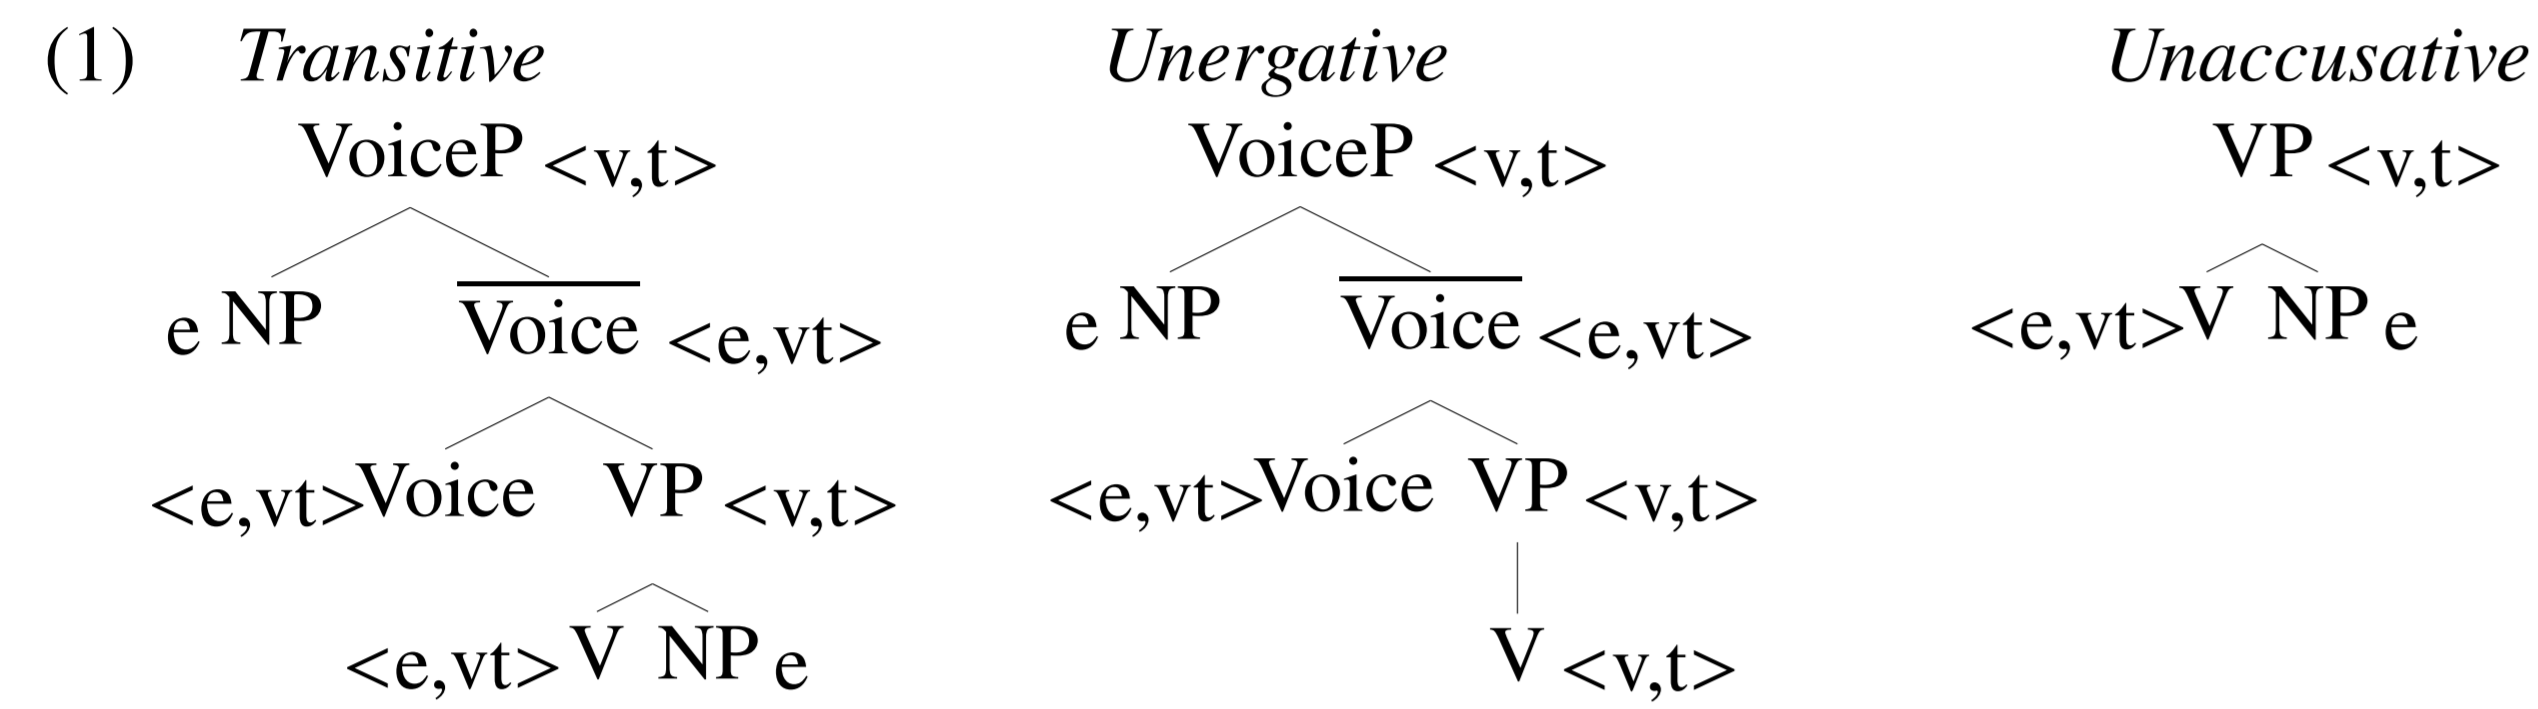 (1) Transitive Unergative Unaccusative
VoiceP <v,t> VoiceP <v,t> VP <v,t>
e NP Voice <e,vt> e NP Voice <e,vt> <e,vt>V NP e
<e,vt>Voice VP <v,t> <e,vt>Voice VP <v,t>
<e,vt> V NP e V <v,t>